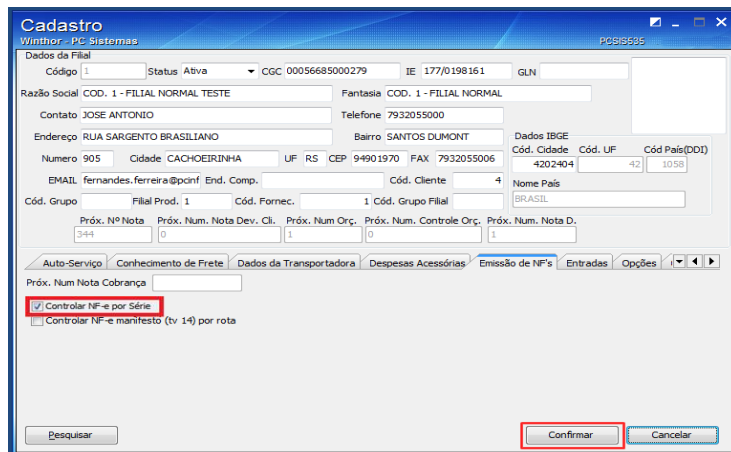 Cadastro
Winthor - PC Sistemas PCSIS535
Dados da Filial
Código 1 Status Ativa CGC 00056685000279 IE 177/0198161 GLN
Razão Social COD. 1 - FILIAL NORMAL TESTE Fantasia COD. 1 - FILIAL NORMAL
Contato JOSE ANTONIO Telefone 7932055000
Endereço RUA SARGENTO BRASILIANO Bairro SANTOS DUMONT Dados IBGE
Cód. Cidade Cód. UF Cód País(DDI)
Numero 905 Cidade CACHOEIRINHA UF RS CEP 94901970 FAX 7932055006 4202404 42 1058
EMAIL fernandes.ferreira@pcinf End. Comp. Cód. Cliente 4 Nome País
Cód. Grupo Filial Prod. 1 Cód. Fornec. 1 Cód. Grupo Filial BRASIL
Próx. Nº Nota Próx. Num. Nota Dev. Cli. Próx. Num Orç. Próx. Num. Controle Orç. Próx. Num. Nota D.
344 0 1 0 1
Auto-Serviço Conhecimento de Frete Dados da Transportadora Despesas Acessórias Emissão de NF's Entradas Opções
Próx. Num Nota Cobrança
Controlar NF-e por Série
Controlar NF-e manifesto (tv 14) por rota
Pesquisar Confirmar Cancelar